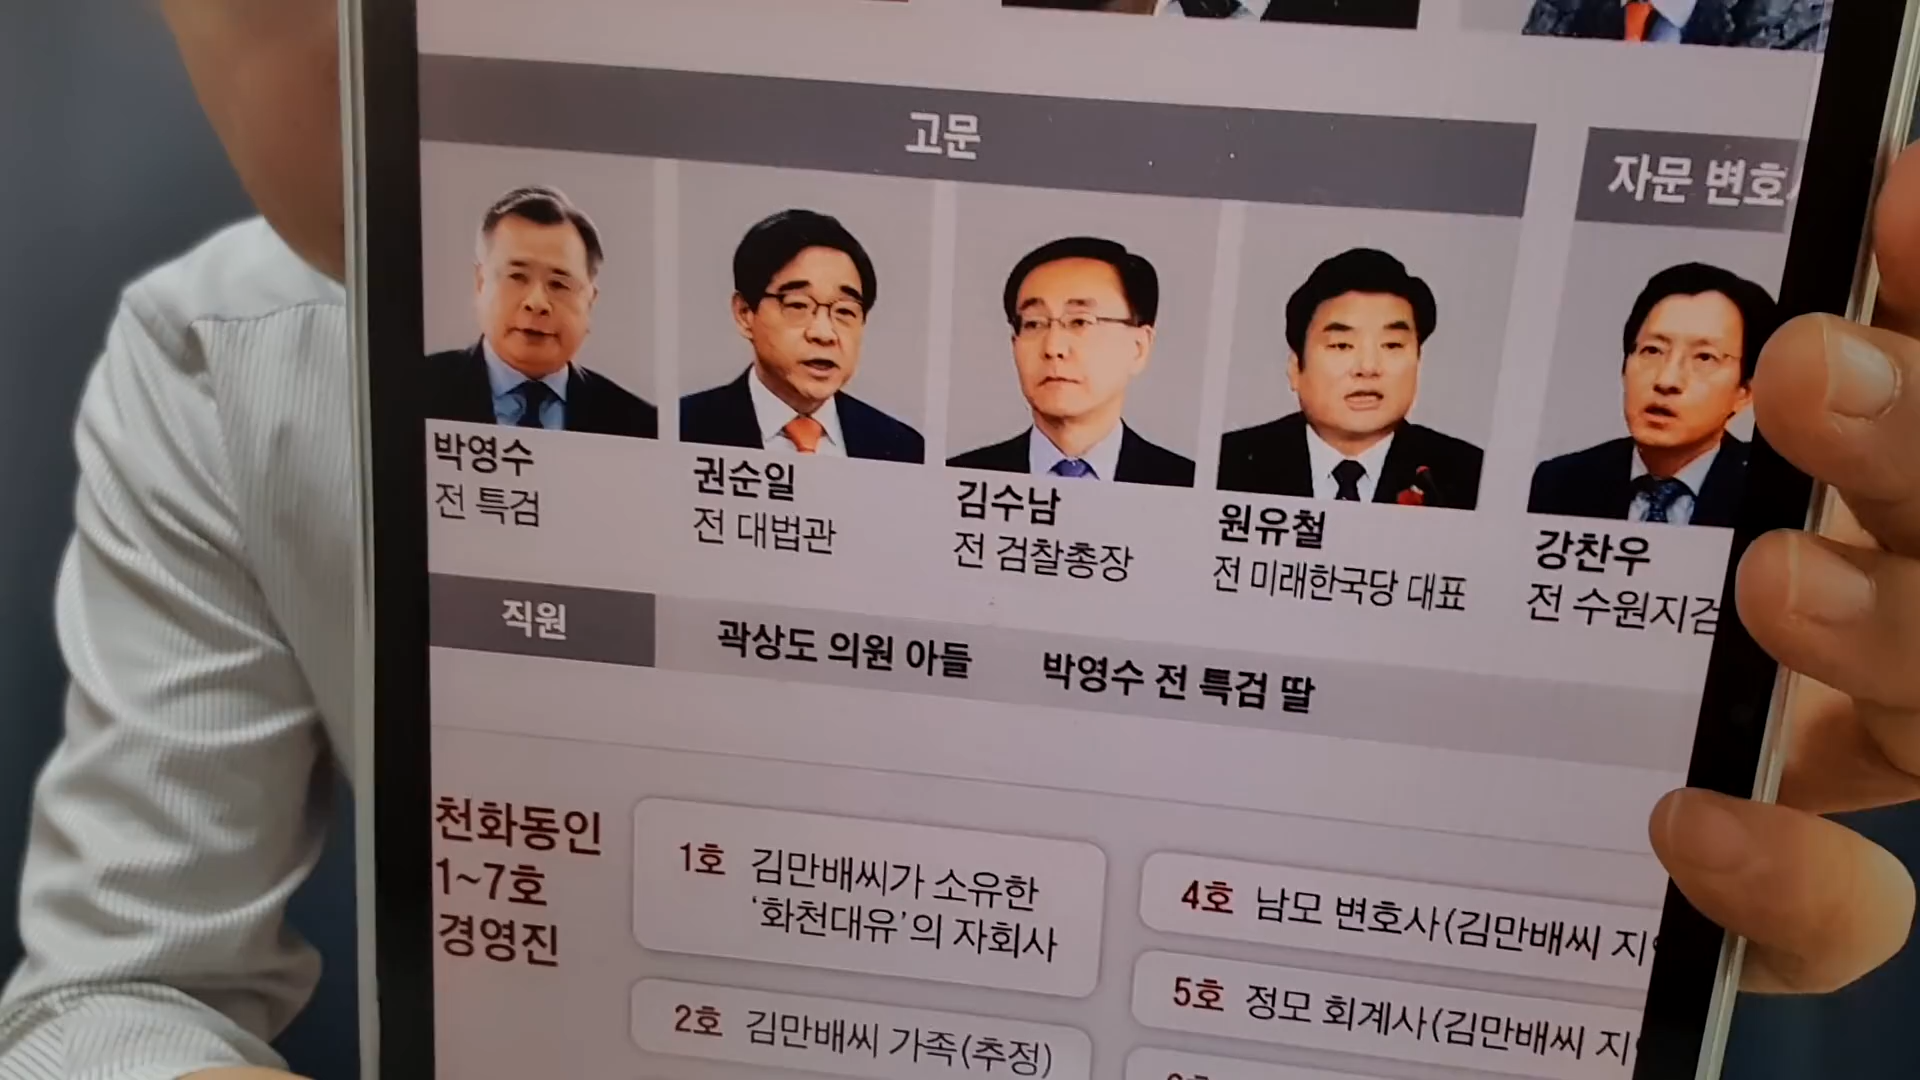 고문
자문 변호
박영수
전 특검
권순일
전 대법관
김수남
전 검찰총장
원유철
전 미래한국당 대표
강찬우
전 수원지검
직원
곽상도 의원 아들
박영수 전 특검 딸
천화동인
1~7호
경영진
1호 김만배씨가 소유한
‘화천대유’의 자회사
2호 김만배씨 가족(추정)
4호 남모 변호사(김만배씨 지
5호 정모 회계사(김만배씨 지